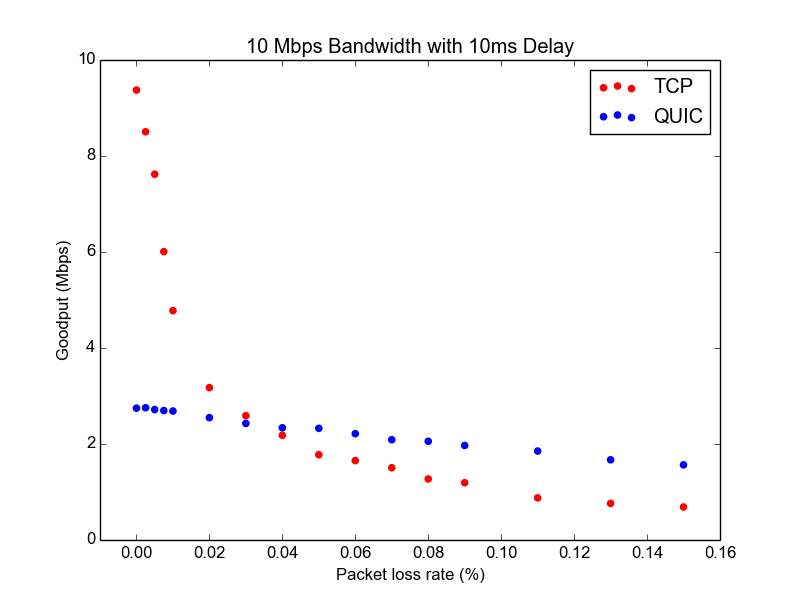 10 Mbps Bandwidth with 10ms Delay
10
8
6
4
2
0
Goodput (Mbps)
TCP
QUIC
0.00 0.02 0.04 0.06 0.08 0.10 0.12 0.14 0.16
Packet loss rate (%)